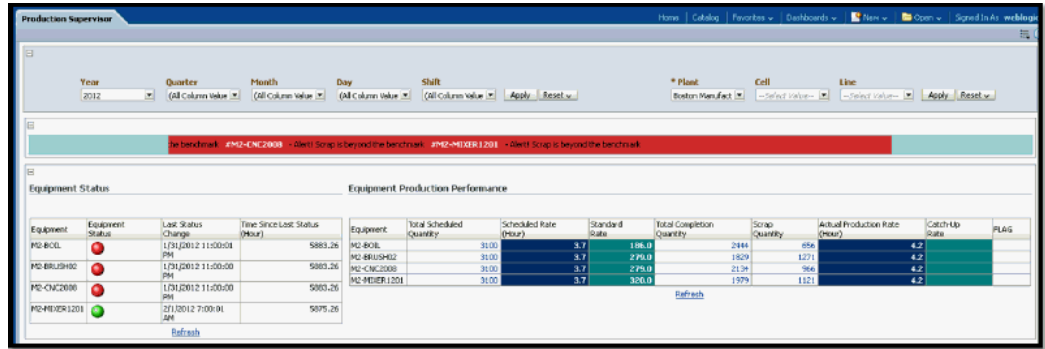 Production Supervisor
Home Catalog Favorites Dashboards New Open Signed In As weblogic
Year Quarter Month Day Shift * Plant Cell Line
2012 (All Column Value (All Column Value (All Column Value (All Column Value Apply Reset Boston Manufact --Select Value-- --Select Value-- Apply Reset
the benchmark #M2-CNC2008 - Alert! Scrap is beyond the benchmark #M2-MIXER1201 - Alert! Scrap is beyond the benchmark
Equipment Status
Equipment Equipment Status Last Status Change Time Since Last Status (Hour)
M2-BOIL 1/31/2012 11:00:01 PM 5883.26
M2-BRUSH02 1/31/2012 11:00:00 PM 5883.26
M2-CNC2008 1/31/2012 11:00:00 PM 5883.26
M2-MIXER1201 2/1/2012 7:00:01 AM 5875.26
Refresh
Equipment Production Performance
Equipment Total Scheduled Quantity Scheduled Rate (Hour) Standard Rate Total Completion Quantity Scrap Quantity Actual Production Rate (Hour) Catch-Up Rate FLAG
M2-BOIL 3100 3.7 186.0 2444 656 4.2
M2-BRUSH02 3100 3.7 279.0 1829 1271 4.2
M2-CNC2008 3100 3.7 279.0 2134 966 4.2
M2-MIXER1201 3100 3.7 320.0 1979 1121 4.2
Refresh